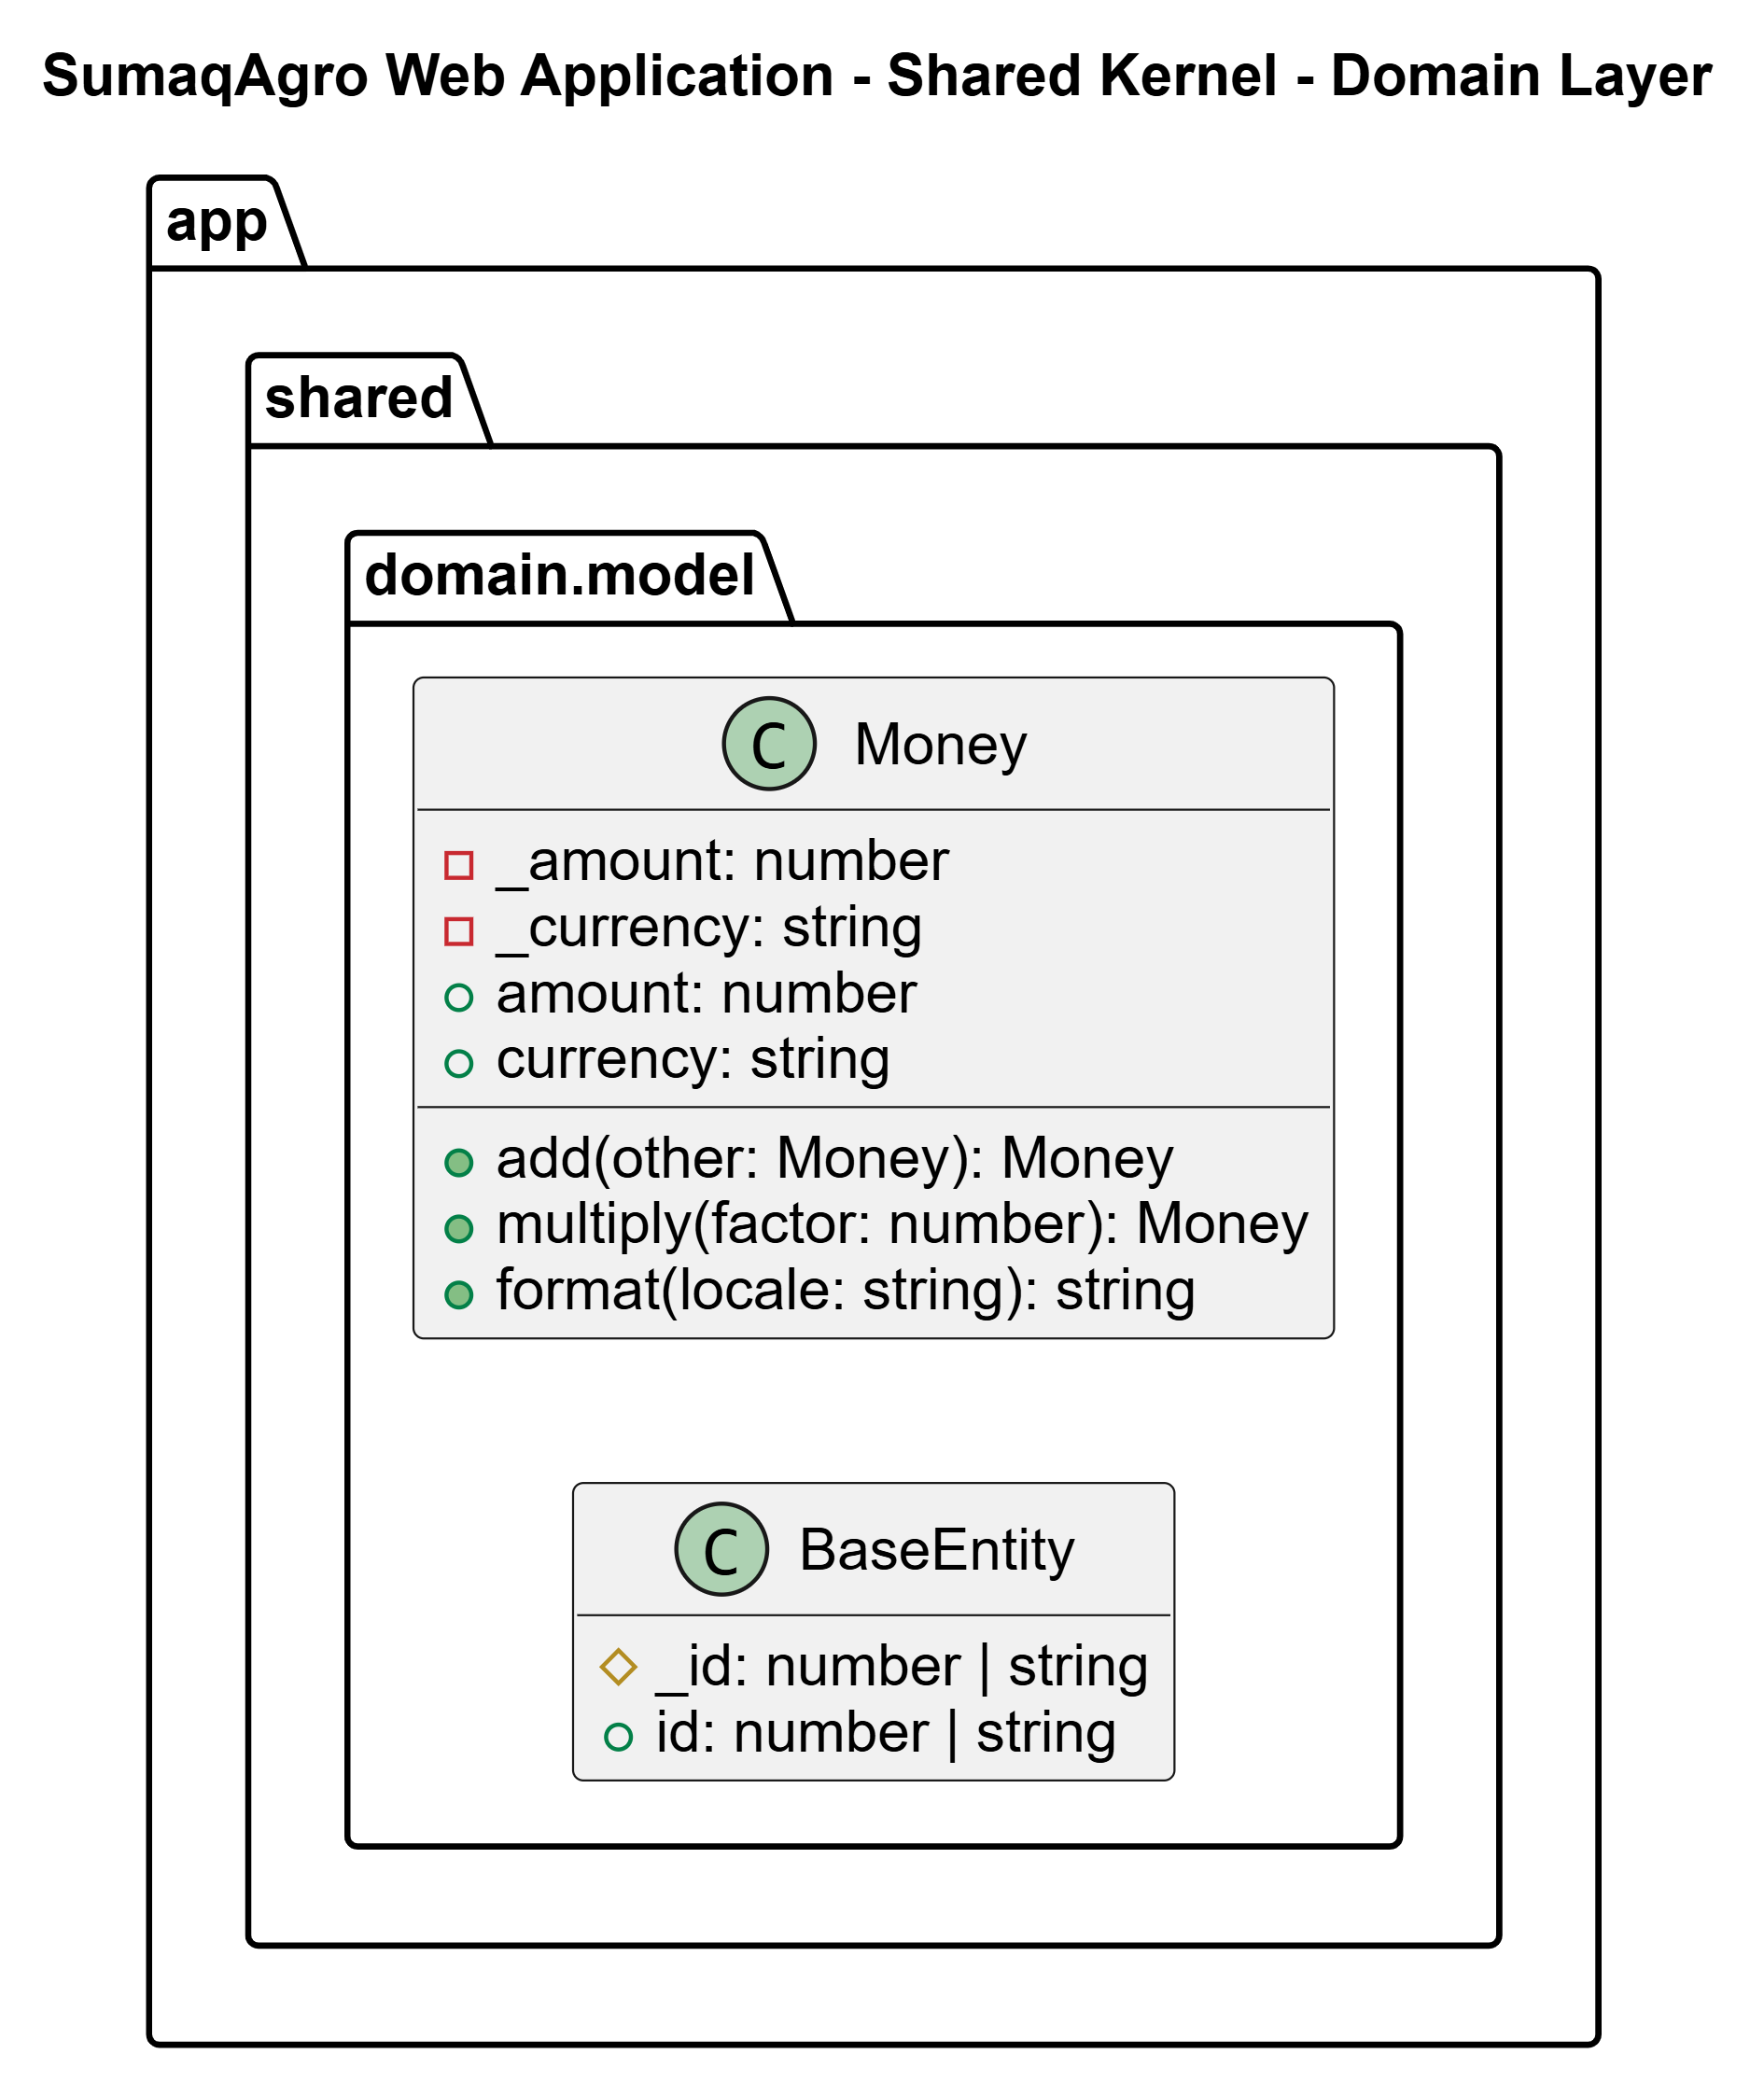 SumaqAgro Web Application - Shared Kernel - Domain Layer
app
shared
domain.model
C Money
_amount: number
_currency: string
amount: number
currency: string
add(other: Money): Money
multiply(factor: number): Money
format(locale: string): string
C BaseEntity
_id: number | string
id: number | string